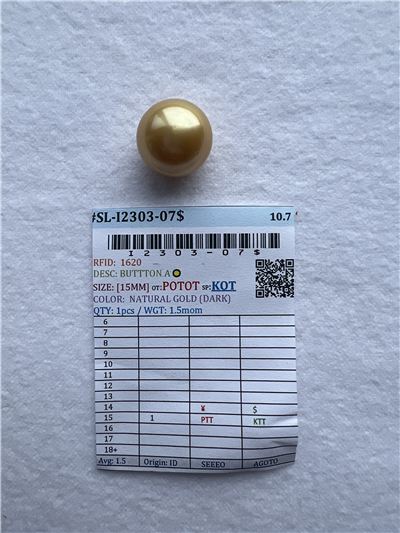 #SL-I2303-07$ 10.7
I2303-07$
RFID: 1620
DESC: BUTTTON A
SIZE: [15MM] OT:POTOT SP:KOT
COLOR: NATURAL GOLD (DARK)
QTY: 1pcs / WGT: 1.5mom
6
7
8
9
10
11
12
13
14 ¥ $
15 1 PTT KTT
16
17
18+
Avg: 1.5 Origin: ID SEEEO AGOTO